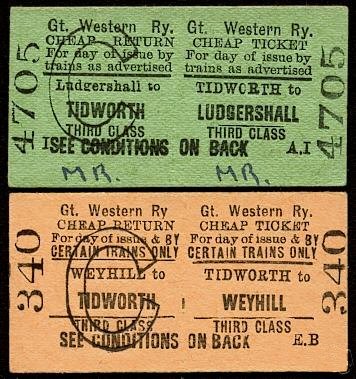 4705
Gt. Western Ry. Gt. Western Ry.
CHEAP RETURN CHEAP TICKET
For day of issue by For day of issue by
trains as advertised trains as advertised
Ludgershall to TIDWORTH to
TIDWORTH LUDGERSHALL
THIRD CLASS THIRD CLASS
I SEE CONDITIONS ON BACK A.I
C
MR. MR.
4705
340
Gt. Western Ry Gt. Western Ry.
CHEAP RETURN CHEAP TICKET
For day of issue & BY For day of issue & BY
CERTAIN TRAINS ONLY CERTAIN TRAINS ONLY
WEYHILL to TIDWORTH to
TIDWORTH WEYHILL
THIRD CLASS THIRD CLASS
SEE CONDITIONS ON BACK E.B
C
340